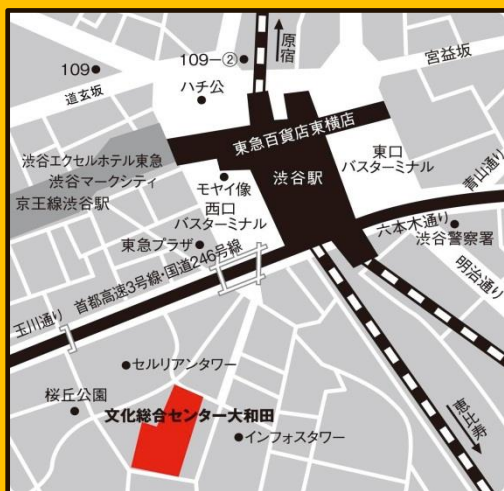 原宿
宮益坂
109-②
109
道玄坂
ハチ公
東急百貨店東横店
渋谷エクセルホテル東急
渋谷マークシティ
京王線渋谷駅
渋谷駅
東口
バスターミナル
モヤイ像
西口
バスターミナル
青山通り
六本木通り
渋谷警察署
東急プラザ
明治通り
首都高速3号線・国道246号線
玉川通り
セルリアンタワー
桜丘公園
文化総合センター大和田
インフォスタワー
恵比寿